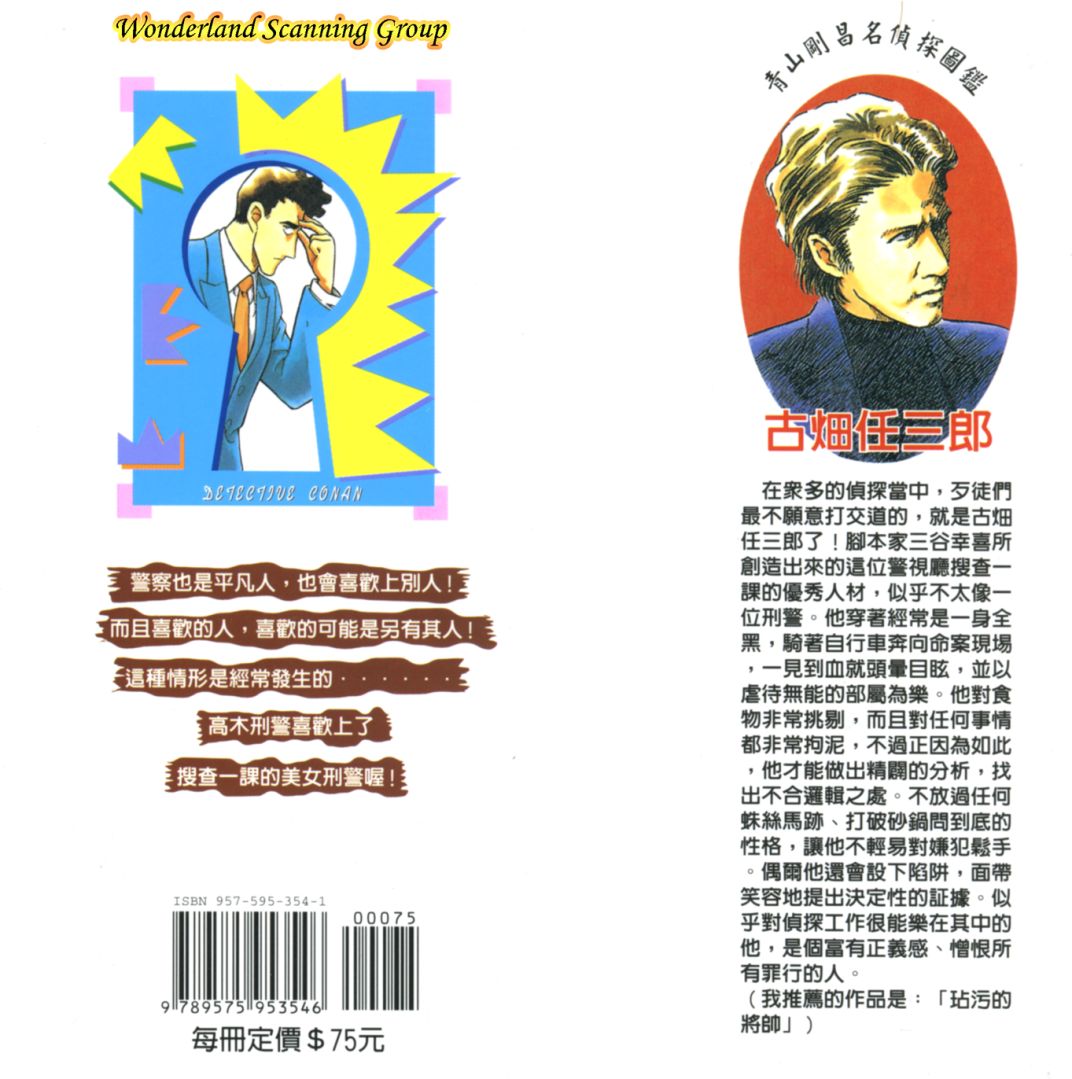 Wonderland Scanning Group
DETECTIVE CONAN
警察也是平凡人，也會喜歡上別人！
而且喜歡的人，喜歡的可能是另有其人！
這種情形是經常發生的‧‧‧‧‧‧
高木刑警喜歡上了
搜查一課的美女刑警喔！
ISBN 957-595-354-1
00075
9 789575 953546
每冊定價＄75元
青山剛昌名偵探圖鑑
古畑任三郎
在眾多的偵探當中，歹徒們
最不願意打交道的，就是古畑
任三郎了！腳本家三谷幸喜所
創造出來的這位警視廳搜查一
課的優秀人材，似乎不太像一
位刑警。他穿著經常是一身全
黑，騎著自行車奔向命案現場
，一見到血就頭暈目眩，並以
虐待無能的部屬為樂。他對食
物非常挑剔，而且對任何事情
都非常拘泥，不過正因為如此
，他才能做出精闢的分析，找
出不合邏輯之處。不放過任何
蛛絲馬跡、打破砂鍋問到底的
性格，讓他不輕易對嫌犯鬆手
。偶爾他還會設下陷阱，面帶
笑容地提出決定性的証據。似
乎對偵探工作很能樂在其中的
他，是個富有正義感、憎恨所
有罪行的人。
（我推薦的作品是：「玷污的
將帥」）